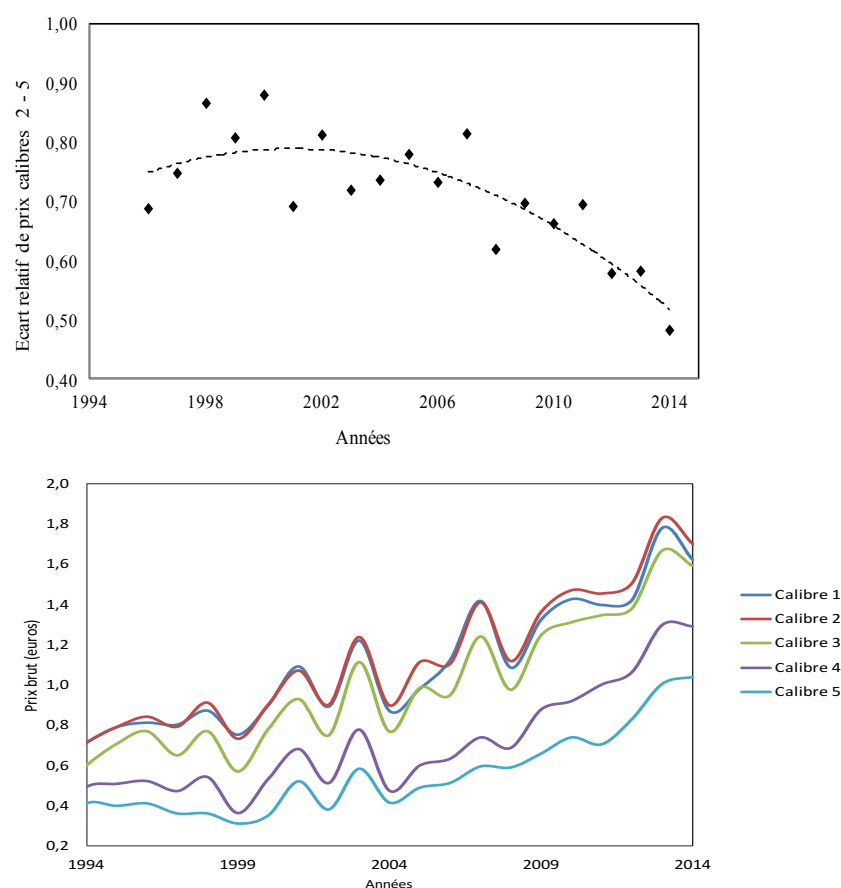 1,00
0,90
0,80
0,70
0,60
0,50
0,40
Ecart relatif de prix calibres 2 - 5
1994 1998 2002 2006 2010 2014
Années
2,0
1,8
1,6
1,4
1,2
1,0
0,8
0,6
0,4
0,2
Prix brut (euros)
1994 1999 2004 2009 2014
Années
Calibre 1
Calibre 2
Calibre 3
Calibre 4
Calibre 5